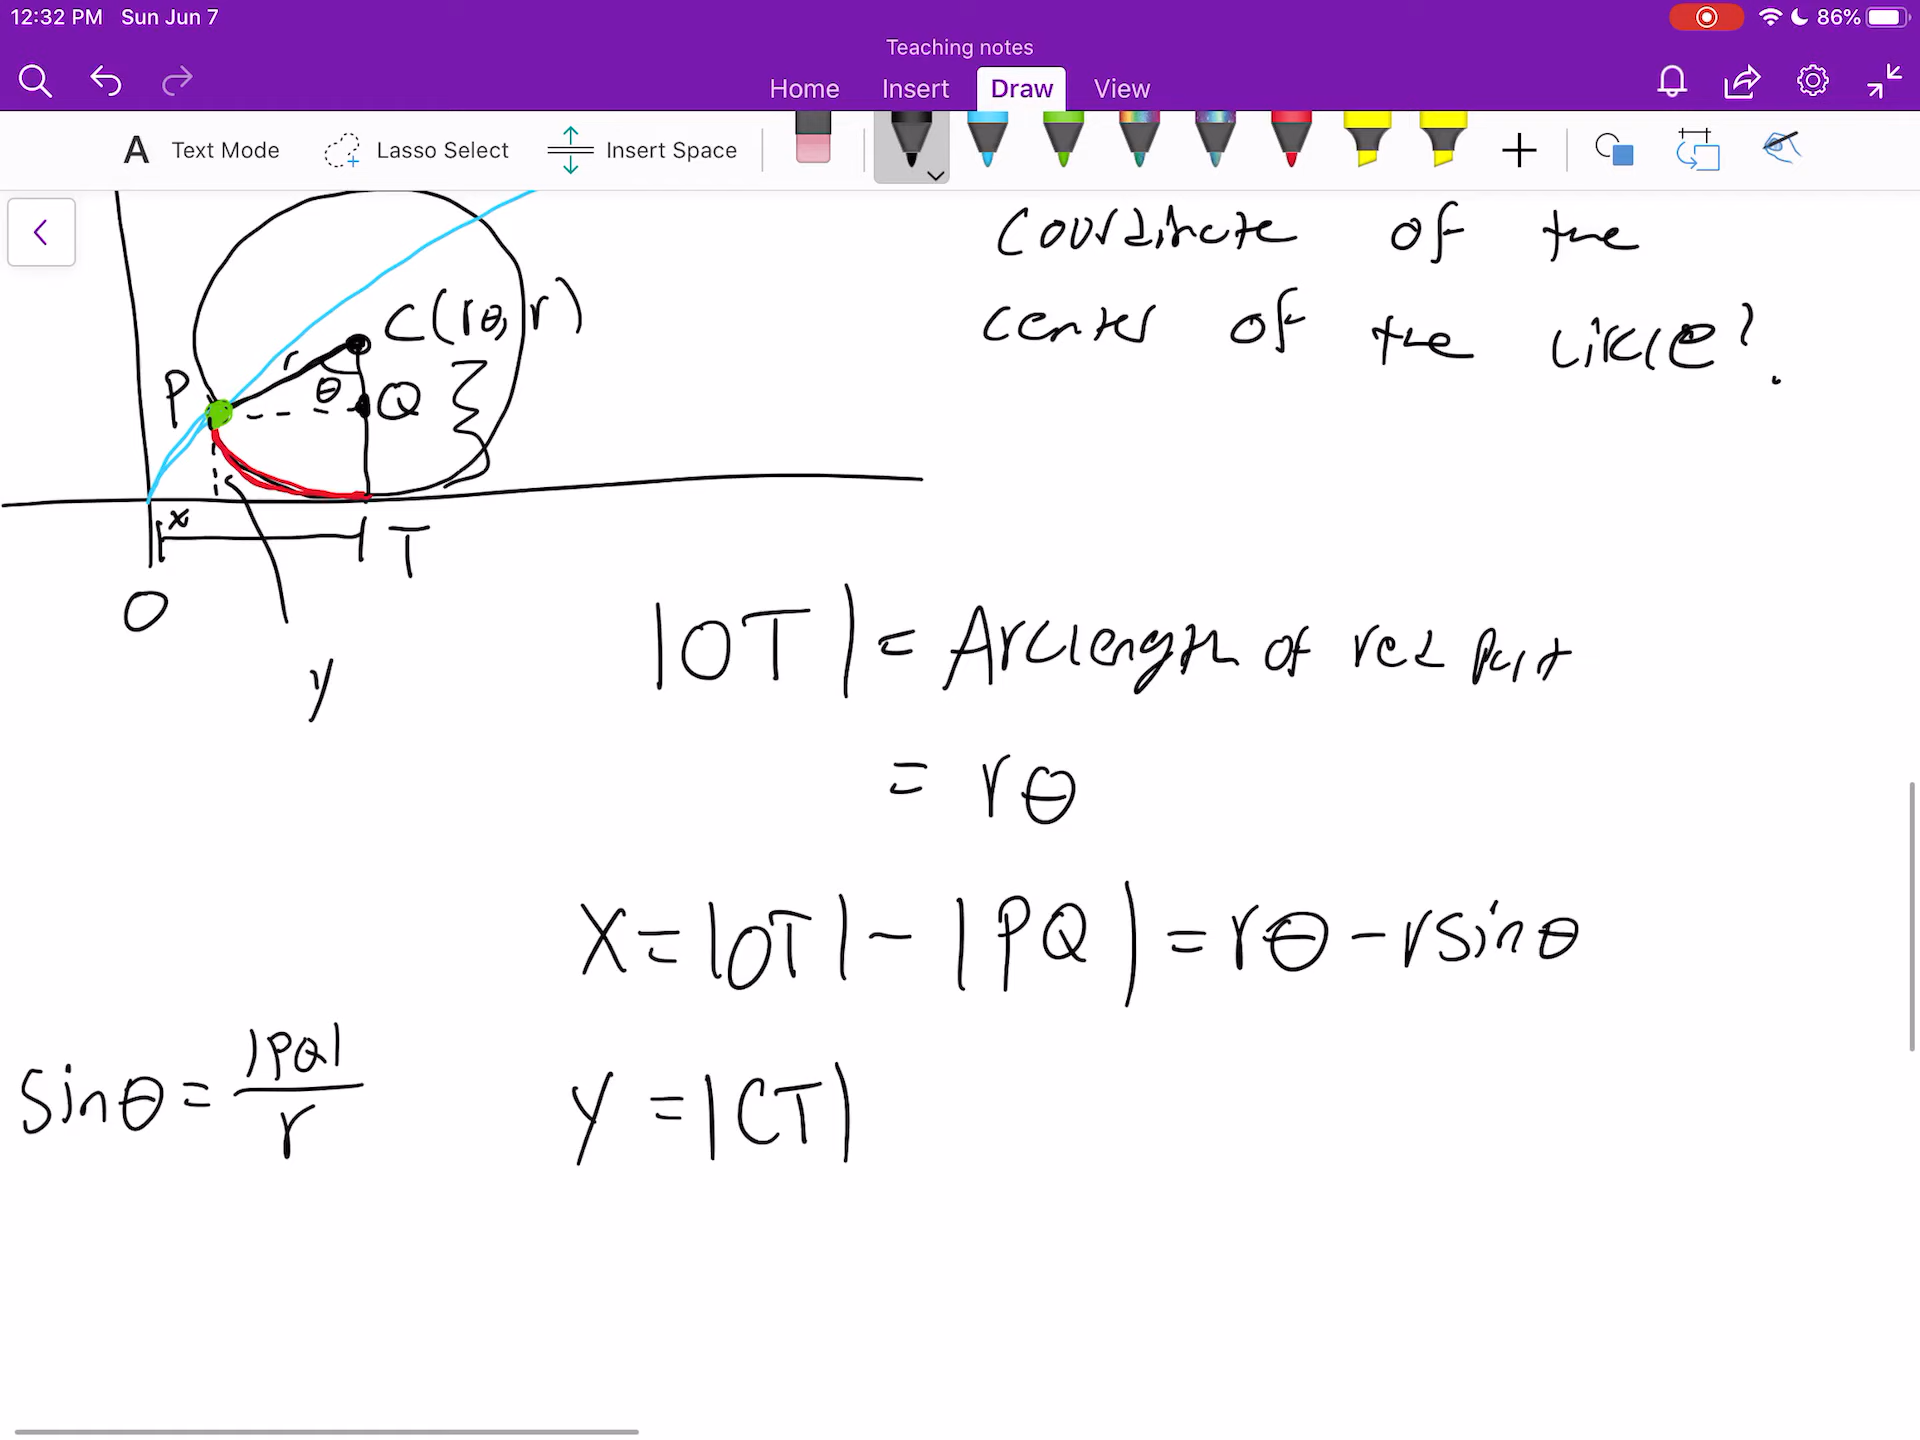 12:32 PM Sun Jun 7
86%
Teaching notes
Home Insert Draw View
A Text Mode Lasso Select Insert Space
Coordinate of the
center of the circle?
C(rθ, r)
r
θ
P
Q
x
T
O
y
|OT| = Arclength of red part
= rθ
x = |OT| - |PQ| = rθ - rsinθ
sinθ = |PQ| / r
y = |CT|